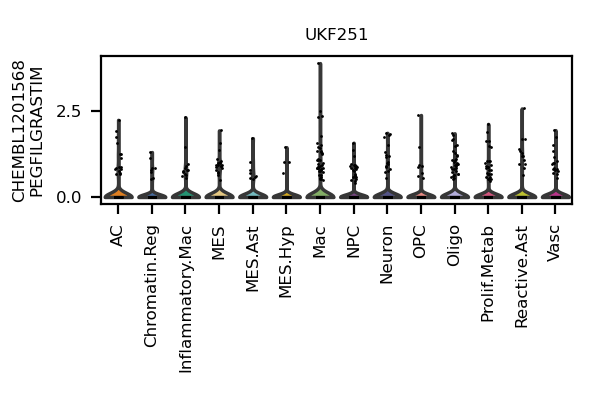 UKF251
CHEMBL1201568
PEGFILGRASTIM
2.5
0.0
AC
Chromatin.Reg
Inflammatory.Mac
MES
MES.Ast
MES.Hyp
Mac
NPC
Neuron
OPC
Oligo
Prolif.Metab
Reactive.Ast
Vasc